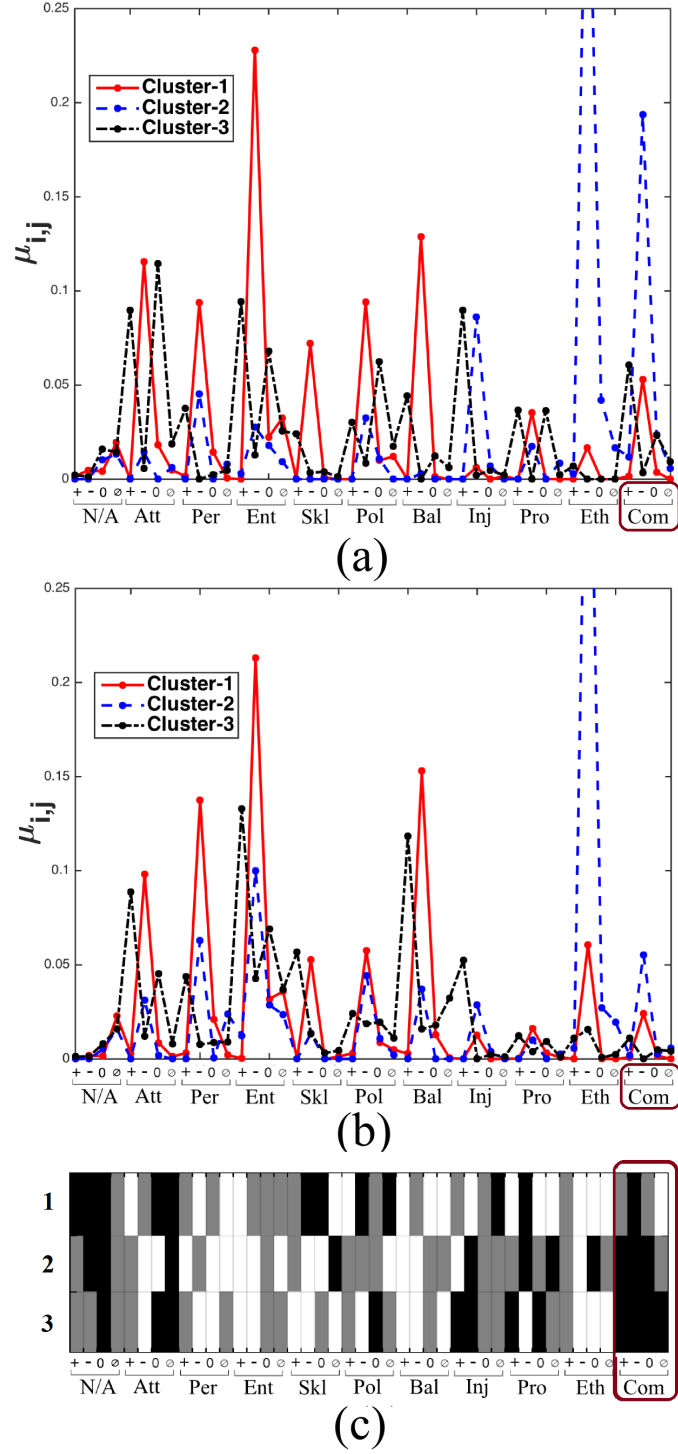 0.25
0.2
0.15
0.1
0.05
0
μi,j
Cluster-1
Cluster-2
Cluster-3
+ - 0 ∅ + - 0 ∅ + - 0 ∅ + - 0 ∅ + - 0 ∅ + - 0 ∅ + - 0 ∅ + - 0 ∅ + - 0 ∅ + - 0 ∅ + - 0 ∅
N/A Att Per Ent Skl Pol Bal Inj Pro Eth Com
(a)
0.25
0.2
0.15
0.1
0.05
0
μi,j
Cluster-1
Cluster-2
Cluster-3
+ - 0 ∅ + - 0 ∅ + - 0 ∅ + - 0 ∅ + - 0 ∅ + - 0 ∅ + - 0 ∅ + - 0 ∅ + - 0 ∅ + - 0 ∅ + - 0 ∅
N/A Att Per Ent Skl Pol Bal Inj Pro Eth Com
(b)
1
2
3
+ - 0 ∅ + - 0 ∅ + - 0 ∅ + - 0 ∅ + - 0 ∅ + - 0 ∅ + - 0 ∅ + - 0 ∅ + - 0 ∅ + - 0 ∅ + - 0 ∅
N/A Att Per Ent Skl Pol Bal Inj Pro Eth Com
(c)